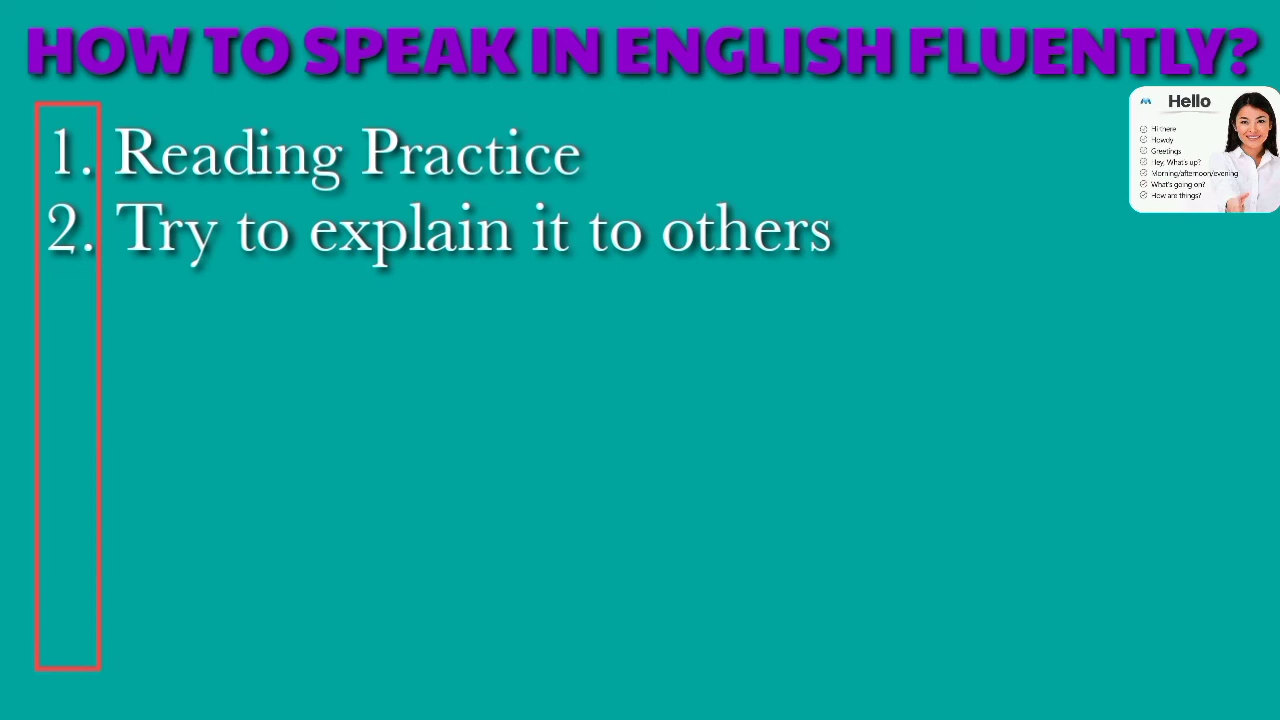 HOW TO SPEAK IN ENGLISH FLUENTLY?
1. Reading Practice
2. Try to explain it to others
Hello
Hi there
Howdy
Greetings
Hey, What's up?
Morning/afternoon/evening
What's going on?
How are things?